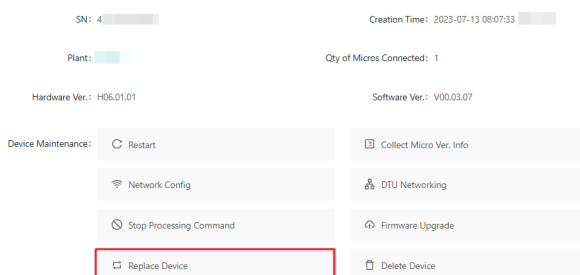 SN: 4
Creation Time: 2023-07-13 08:07:33
Plant:
Qty of Micros Connected: 1
Hardware Ver.: H06.01.01
Software Ver.: V00.03.07
Device Maintenance:
Restart
Collect Micro Ver. Info
Network Config
DTU Networking
Stop Processing Command
Firmware Upgrade
Replace Device
Delete Device